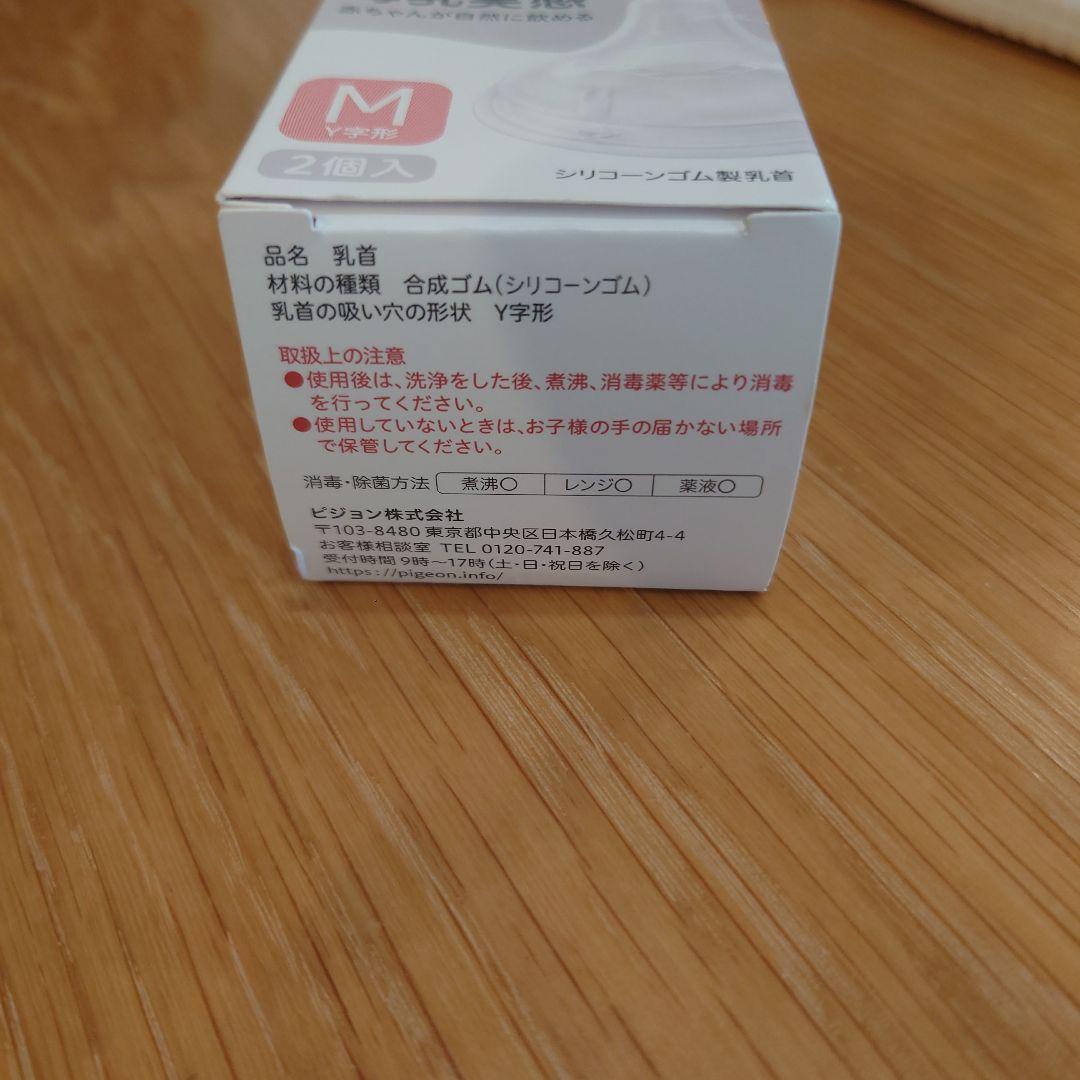 乳実感
赤ちゃんが自然に飲める
M
Y字形
2個入
シリコーンゴム製乳首
品名 乳首
材料の種類 合成ゴム(シリコーンゴム)
乳首の吸い穴の形状 Y字形
取扱上の注意
●使用後は、洗浄をした後、煮沸、消毒薬等により消毒
を行ってください。
●使用していないときは、お子様の手の届かない場所
で保管してください。
消毒・除菌方法 煮沸〇 レンジ〇 薬液〇
ピジョン株式会社
〒103-8480 東京都中央区日本橋久松町4-4
お客様相談室 TEL 0120-741-887
受付時間 9時~17時(土・日・祝日を除く)
https://pigeon.info/